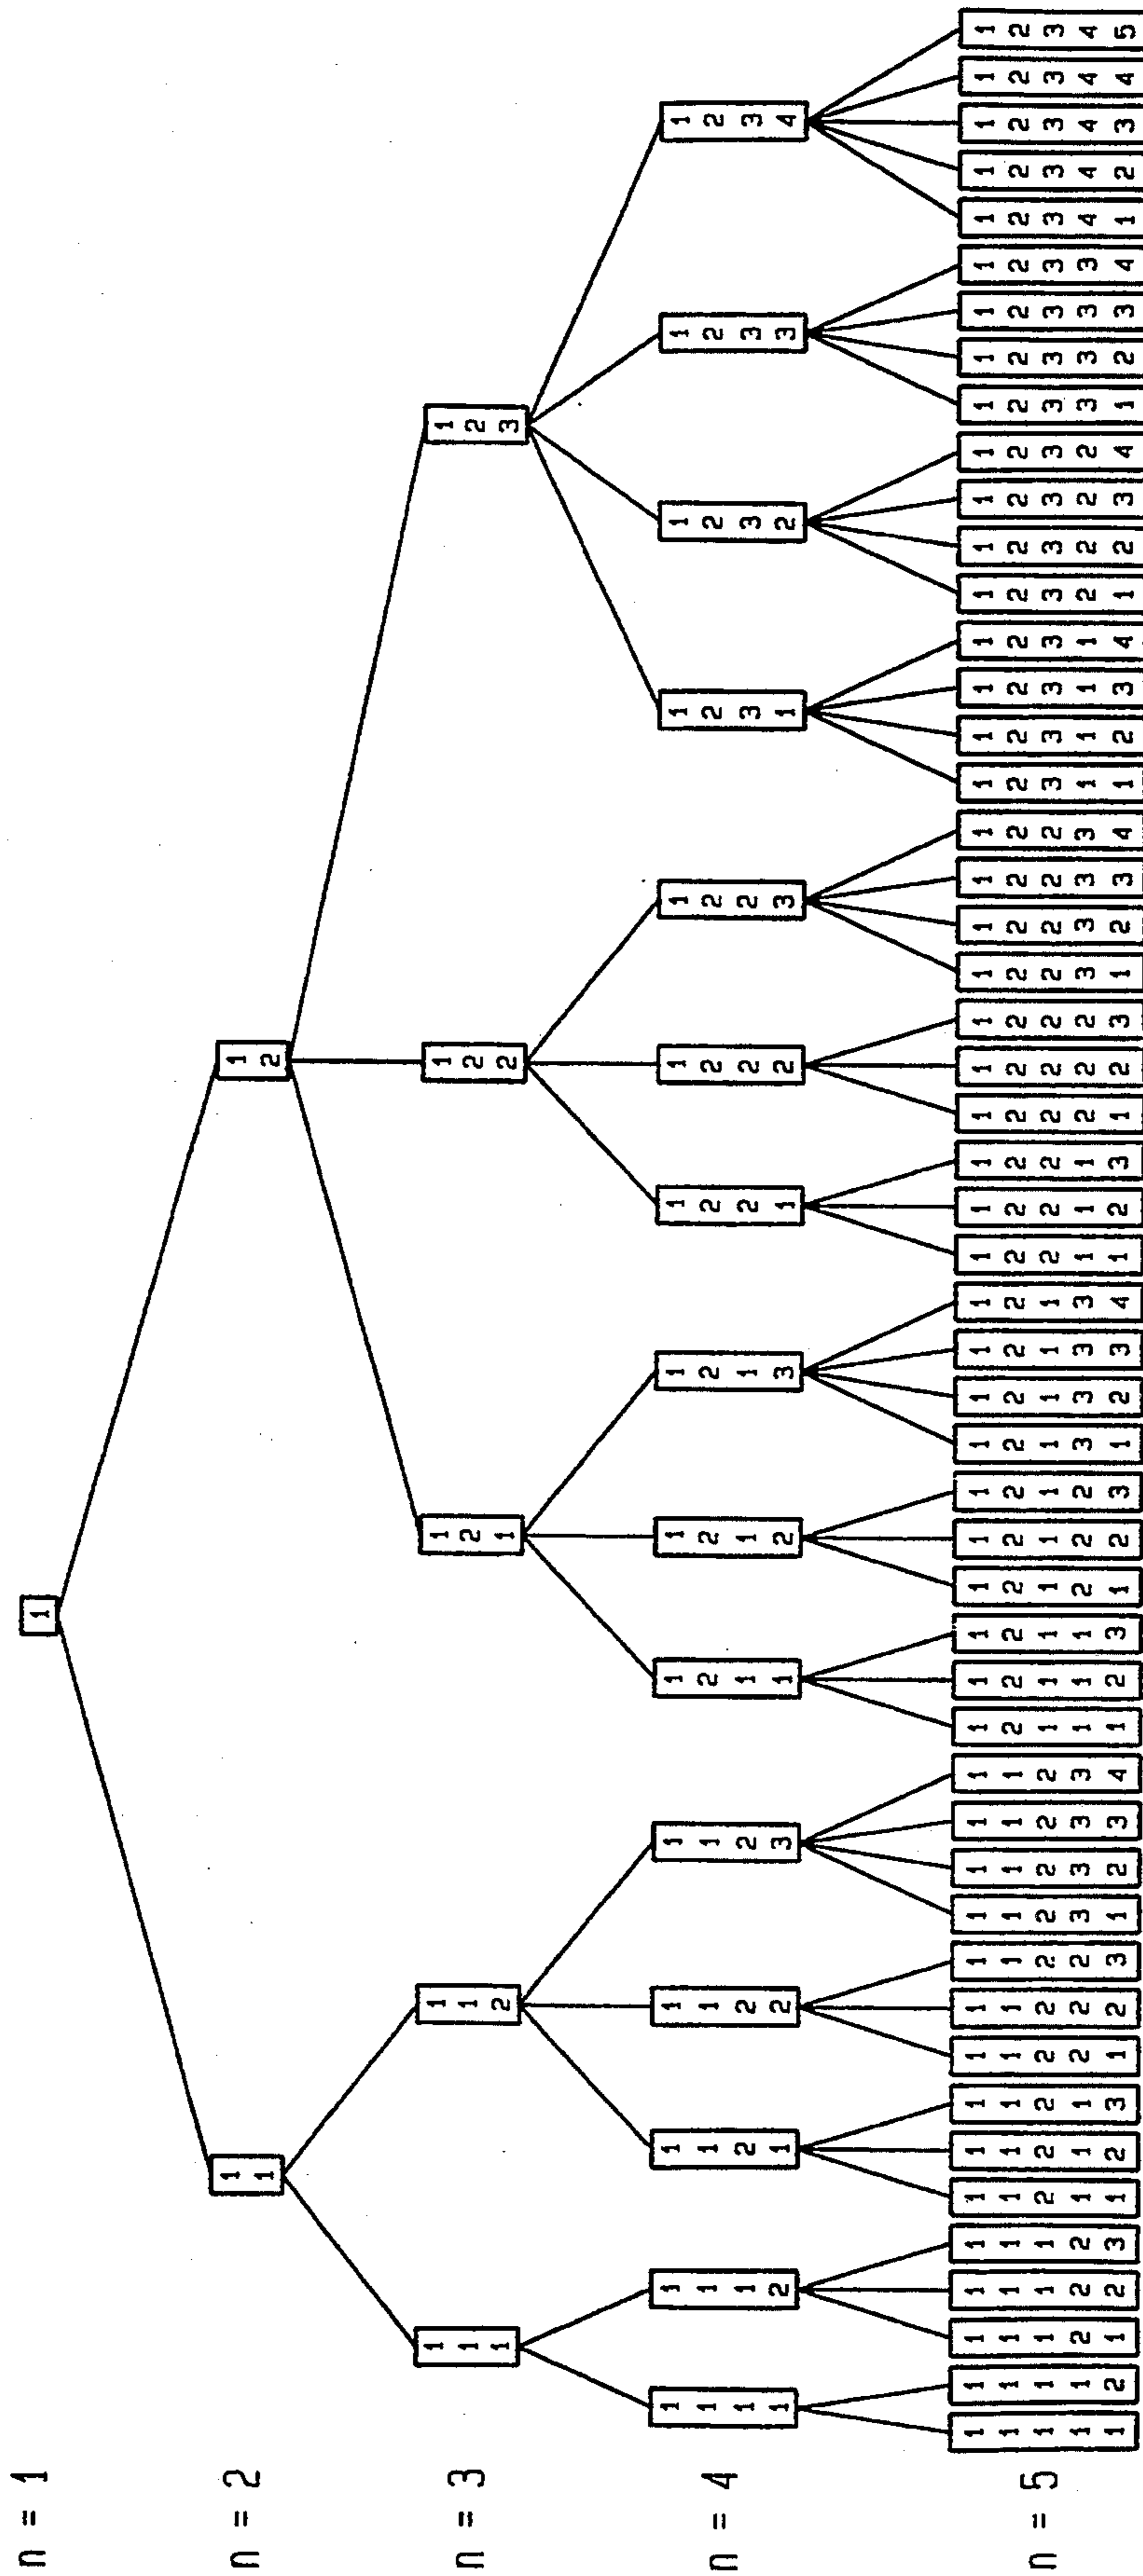 n = 1
1
n = 2
1 1
1 2
n = 3
1 1 1
1 1 2
1 2 1
1 2 2
1 2 3
n = 4
1 1 1 1
1 1 1 2
1 1 2 1
1 1 2 2
1 1 2 3
1 2 1 1
1 2 1 2
1 2 1 3
1 2 2 1
1 2 2 2
1 2 2 3
1 2 3 1
1 2 3 2
1 2 3 3
1 2 3 4
n = 5
1 1 1 1 1
1 1 1 1 2
1 1 1 2 1
1 1 1 2 2
1 1 1 2 3
1 1 2 1 1
1 1 2 1 2
1 1 2 1 3
1 1 2 2 1
1 1 2 2 2
1 1 2 2 3
1 1 2 3 1
1 1 2 3 2
1 1 2 3 3
1 1 2 3 4
1 2 1 1 1
1 2 1 1 2
1 2 1 1 3
1 2 1 2 1
1 2 1 2 2
1 2 1 2 3
1 2 1 3 1
1 2 1 3 2
1 2 1 3 3
1 2 1 3 4
1 2 2 1 1
1 2 2 1 2
1 2 2 1 3
1 2 2 2 1
1 2 2 2 2
1 2 2 2 3
1 2 2 3 1
1 2 2 3 2
1 2 2 3 3
1 2 2 3 4
1 2 3 1 1
1 2 3 1 2
1 2 3 1 3
1 2 3 1 4
1 2 3 2 1
1 2 3 2 2
1 2 3 2 3
1 2 3 2 4
1 2 3 3 1
1 2 3 3 2
1 2 3 3 3
1 2 3 3 4
1 2 3 4 1
1 2 3 4 2
1 2 3 4 3
1 2 3 4 4
1 2 3 4 5